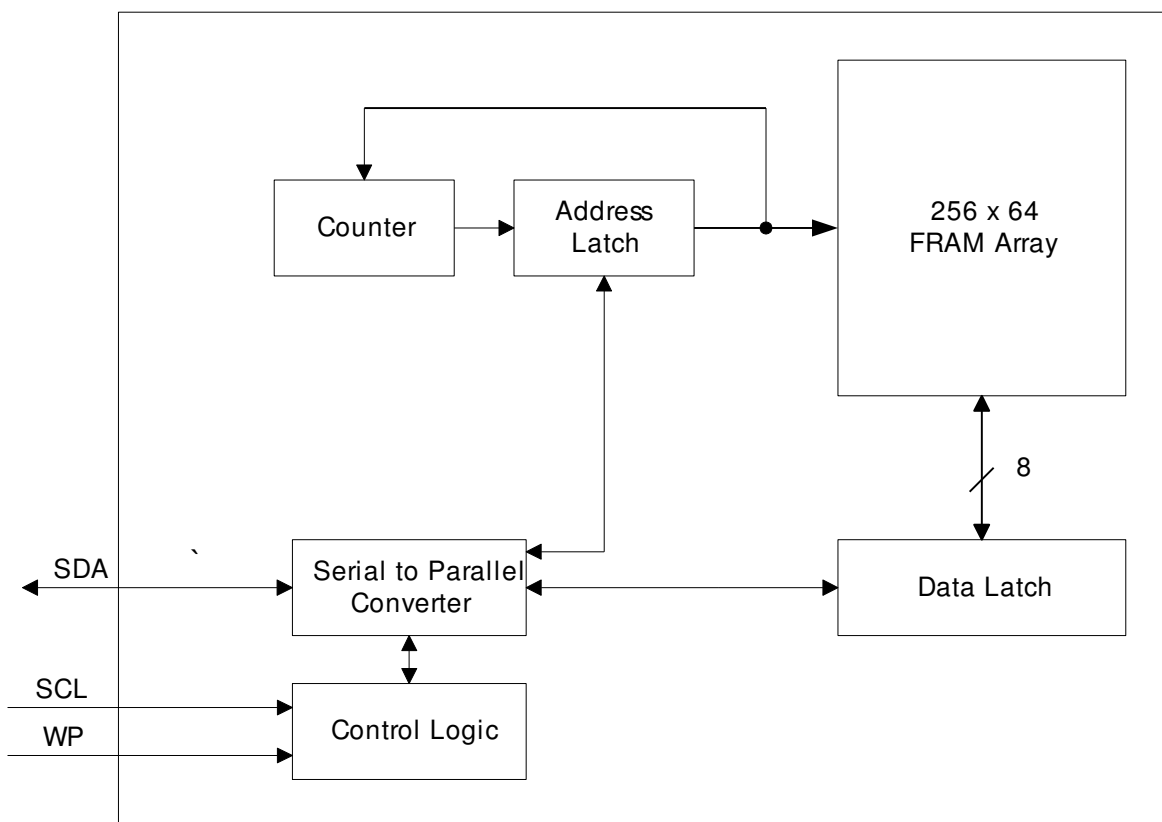 Counter
Address
Latch
256 x 64
FRAM Array
8
SDA
`
Serial to Parallel
Converter
Data Latch
SCL
WP
Control Logic